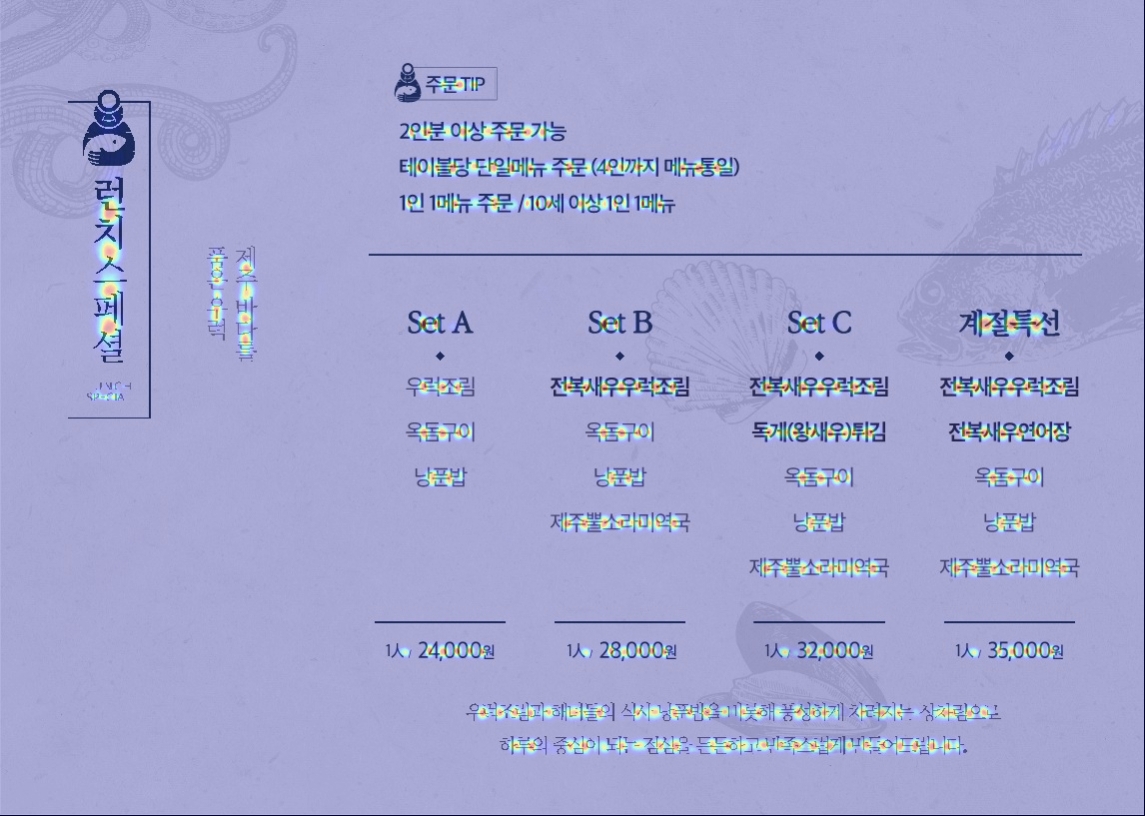 런치스페셜
LUNCH
SPECIAL
제주바다를
품은 우럭
주문 TIP
2인분 이상 주문 가능
테이블당 단일메뉴 주문 (4인까지 메뉴통일)
1인 1메뉴 주문 / 10세 이상 1인 1메뉴
Set A
우럭조림
옥돔구이
낭푼밥
1人 / 24,000원
Set B
전복새우우럭조림
옥돔구이
낭푼밥
제주뿔소라미역국
1人 / 28,000원
Set C
전복새우우럭조림
독게(왕새우)튀김
옥돔구이
낭푼밥
제주뿔소라미역국
1人 / 32,000원
계절특선
전복새우우럭조림
전복새우연어장
옥돔구이
낭푼밥
제주뿔소라미역국
1人 / 35,000원
해녀들의 식사 낭푼밥을 비롯해 풍성하게 차려지는 상차림으로
하루의 중심이 되는 점심을 든든하고 만족스럽게 만들어드립니다.